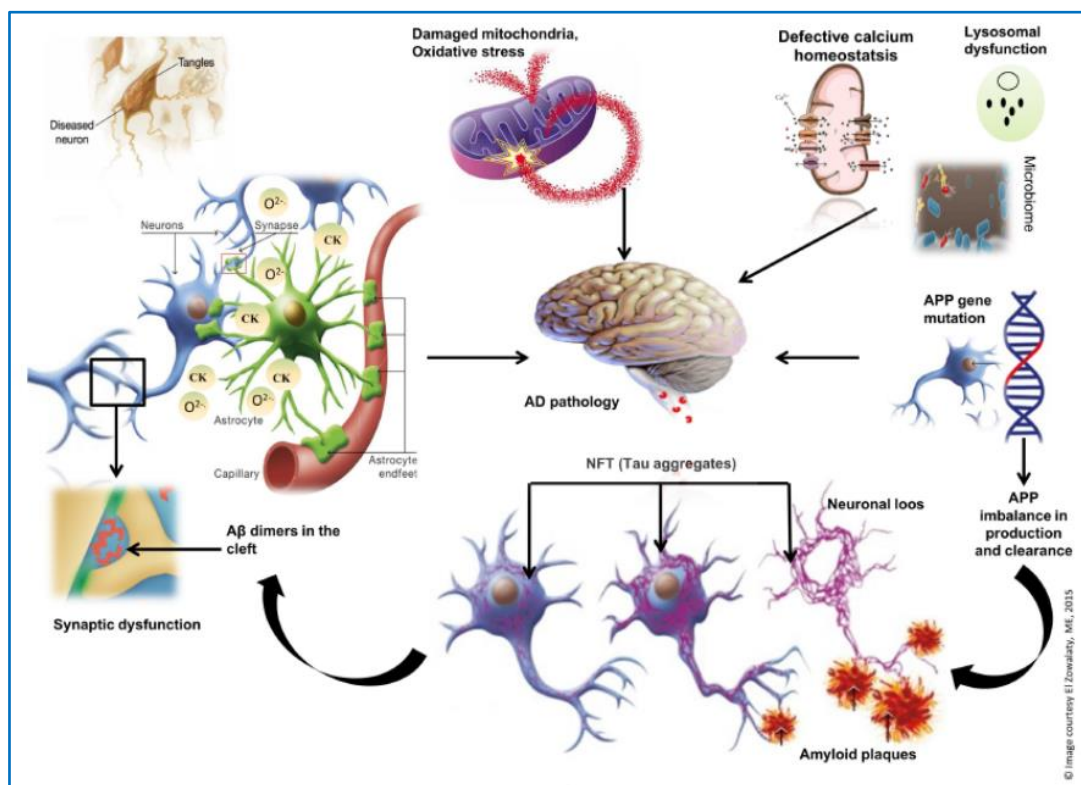 Damaged mitochondria,
Oxidative stress
Defective calcium
homeostatsis
Lysosomal
dysfunction
Tangles
Diseased
neuron
Microbiome
O²⁻·
Neurons
Synapse
CK
O²⁻·
CK
CK
CK
O²⁻·
O²⁻·
Astrocyte
Capillary
Astrocyte
endfeet
APP gene
mutation
AD pathology
NFT (Tau aggregates)
Neuronal loos
APP
imbalance in
production
and clearance
Aβ dimers in the
cleft
Synaptic dysfunction
Amyloid plaques
© Image courtesy El Zowalaty, ME, 2015